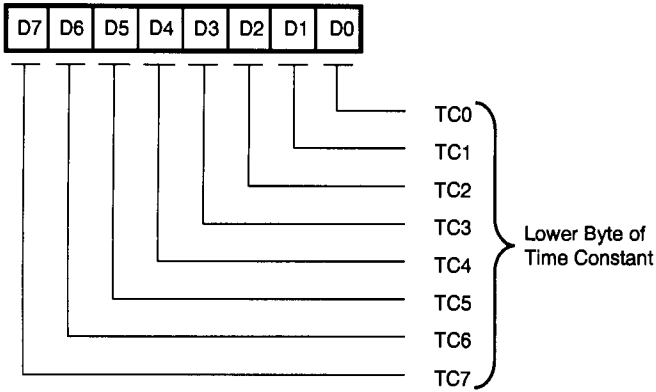 D7 D6 D5 D4 D3 D2 D1 D0
TC0
TC1
TC2
TC3
TC4
TC5
TC6
TC7
Lower Byte of
Time Constant